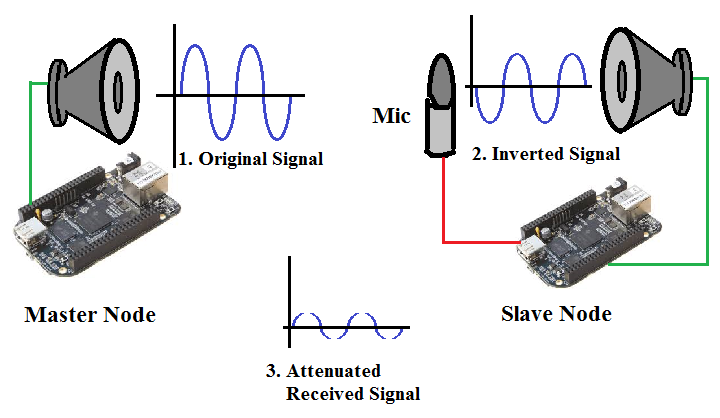 1. Original Signal
Mic
2. Inverted Signal
Master Node
Slave Node
3. Attenuated
Received Signal